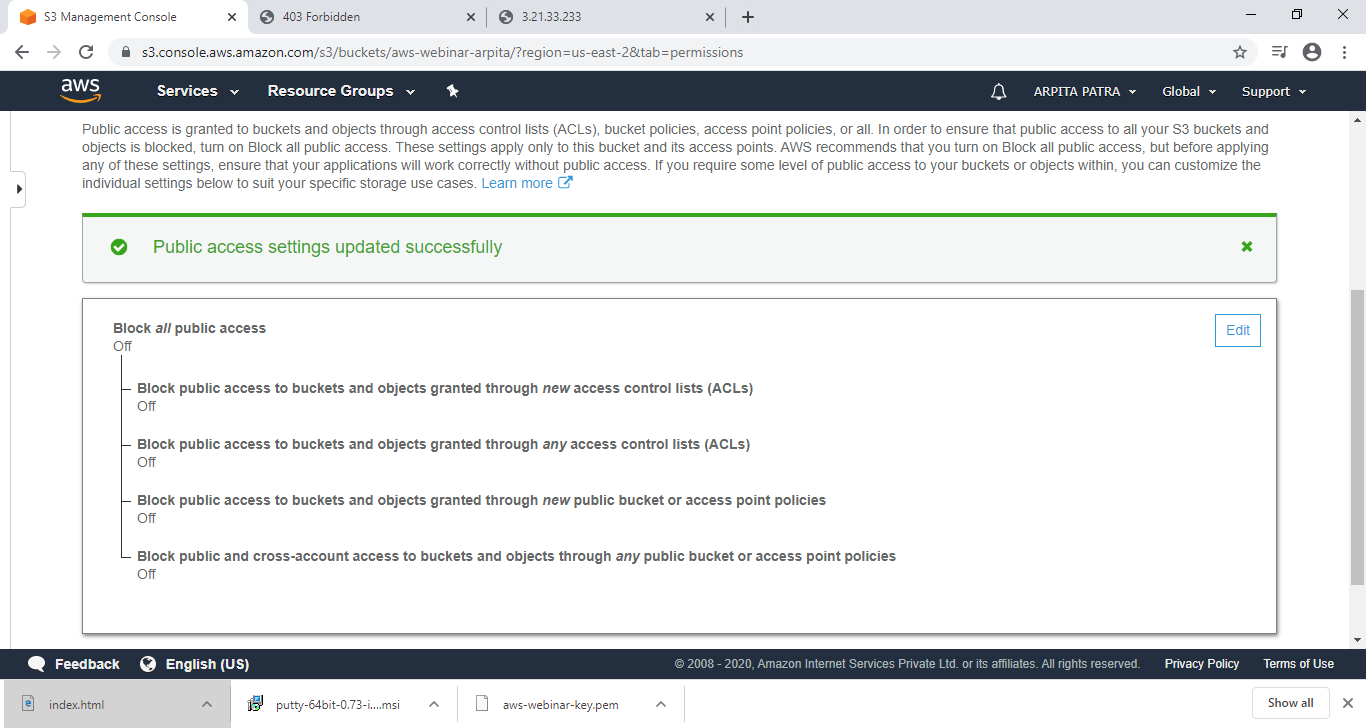 S3 Management Console
403 Forbidden
3.21.33.233
s3.console.aws.amazon.com/s3/buckets/aws-webinar-arpita/?region=us-east-2&tab=permissions
aws
Services
Resource Groups
ARPITA PATRA
Global
Support
Public access is granted to buckets and objects through access control lists (ACLs), bucket policies, access point policies, or all. In order to ensure that public access to all your S3 buckets and
objects is blocked, turn on Block all public access. These settings apply only to this bucket and its access points. AWS recommends that you turn on Block all public access, but before applying
any of these settings, ensure that your applications will work correctly without public access. If you require some level of public access to your buckets or objects within, you can customize the
individual settings below to suit your specific storage use cases. Learn more
Public access settings updated successfully
Block all public access
Edit
Off
Block public access to buckets and objects granted through new access control lists (ACLs)
Off
Block public access to buckets and objects granted through any access control lists (ACLs)
Off
Block public access to buckets and objects granted through new public bucket or access point policies
Off
Block public and cross-account access to buckets and objects through any public bucket or access point policies
Off
Feedback
English (US)
© 2008 - 2020, Amazon Internet Services Private Ltd. or its affiliates. All rights reserved.
Privacy Policy
Terms of Use
index.html
putty-64bit-0.73-i....msi
aws-webinar-key.pem
Show all